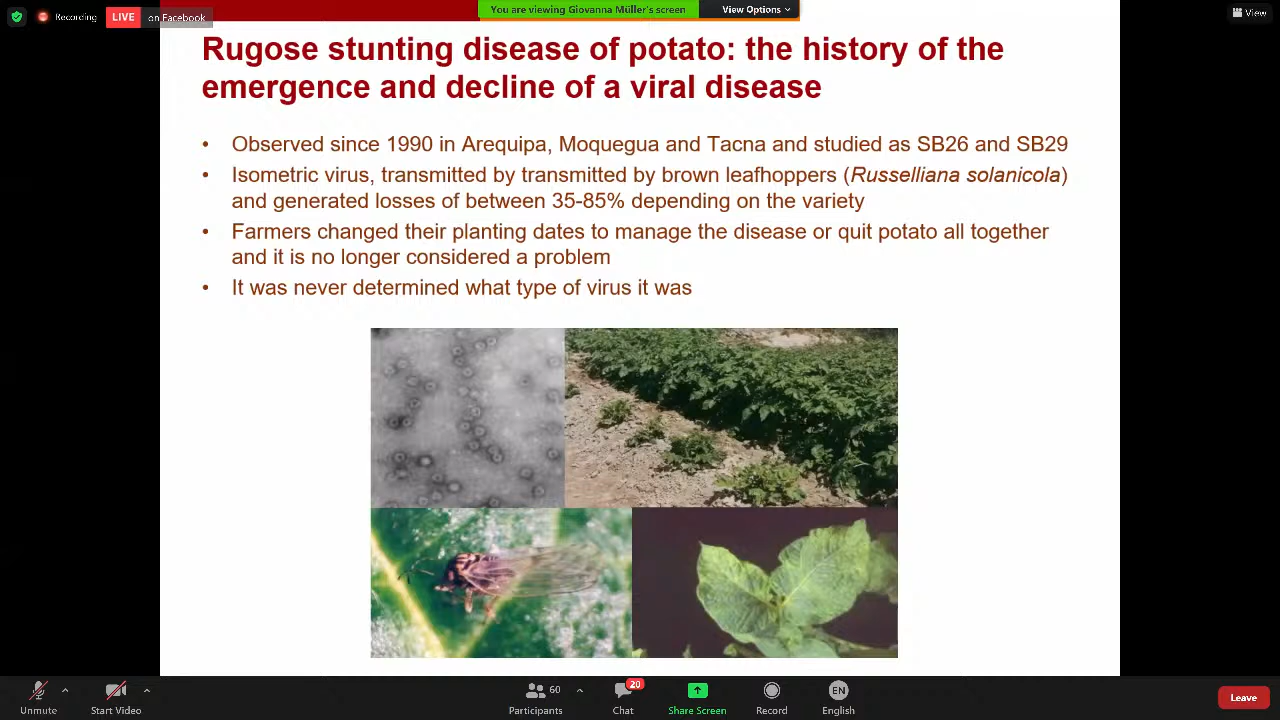 Recording
LIVE
on Facebook
You are viewing Giovanna Müller's screen
View Options
View
Rugose stunting disease of potato: the history of the
emergence and decline of a viral disease
• Observed since 1990 in Arequipa, Moquegua and Tacna and studied as SB26 and SB29
• Isometric virus, transmitted by transmitted by brown leafhoppers (Russelliana solanicola)
and generated losses of between 35-85% depending on the variety
• Farmers changed their planting dates to manage the disease or quit potato all together
and it is no longer considered a problem
• It was never determined what type of virus it was
Unmute
Start Video
60
Participants
20
Chat
Share Screen
Record
EN
English
Leave